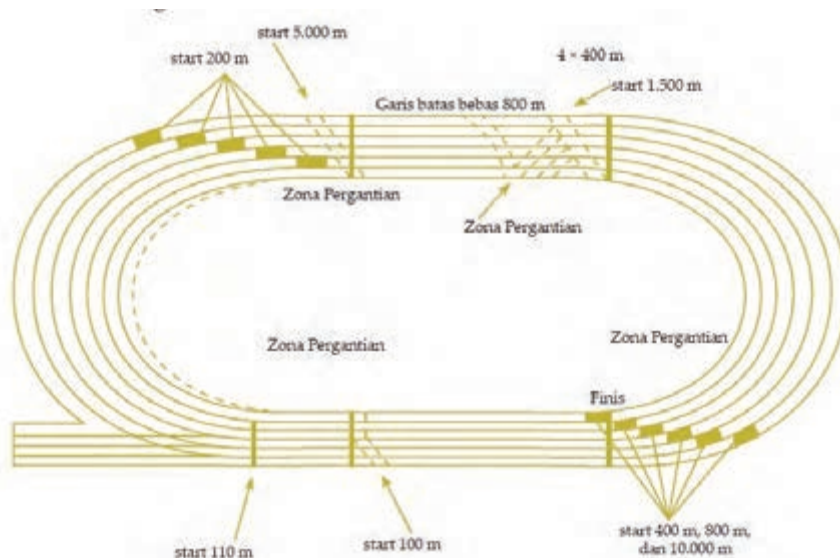 start 5.000 m
start 200 m
4 × 400 m
start 1.500 m
Garis batas bebas 800 m
Zona Pergantian
Zona Pergantian
Zona Pergantian
Zona Pergantian
Finis
start 110 m
start 100 m
start 400 m, 800 m,
dan 10.000 m